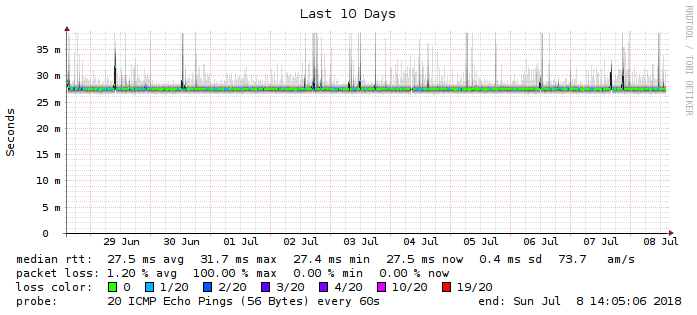 Last 10 Days
RRDTOOL / TOBI OETIKER
Seconds
35 m
30 m
25 m
20 m
15 m
10 m
5 m
0
29 Jun 30 Jun 01 Jul 02 Jul 03 Jul 04 Jul 05 Jul 06 Jul 07 Jul 08 Jul
median rtt: 27.5 ms avg 31.7 ms max 27.4 ms min 27.5 ms now 0.4 ms sd 73.7 am/s
packet loss: 1.20 % avg 100.00 % max 0.00 % min 0.00 % now
loss color: 0 1/20 2/20 3/20 4/20 10/20 19/20
probe: 20 ICMP Echo Pings (56 Bytes) every 60s end: Sun Jul 8 14:05:06 2018